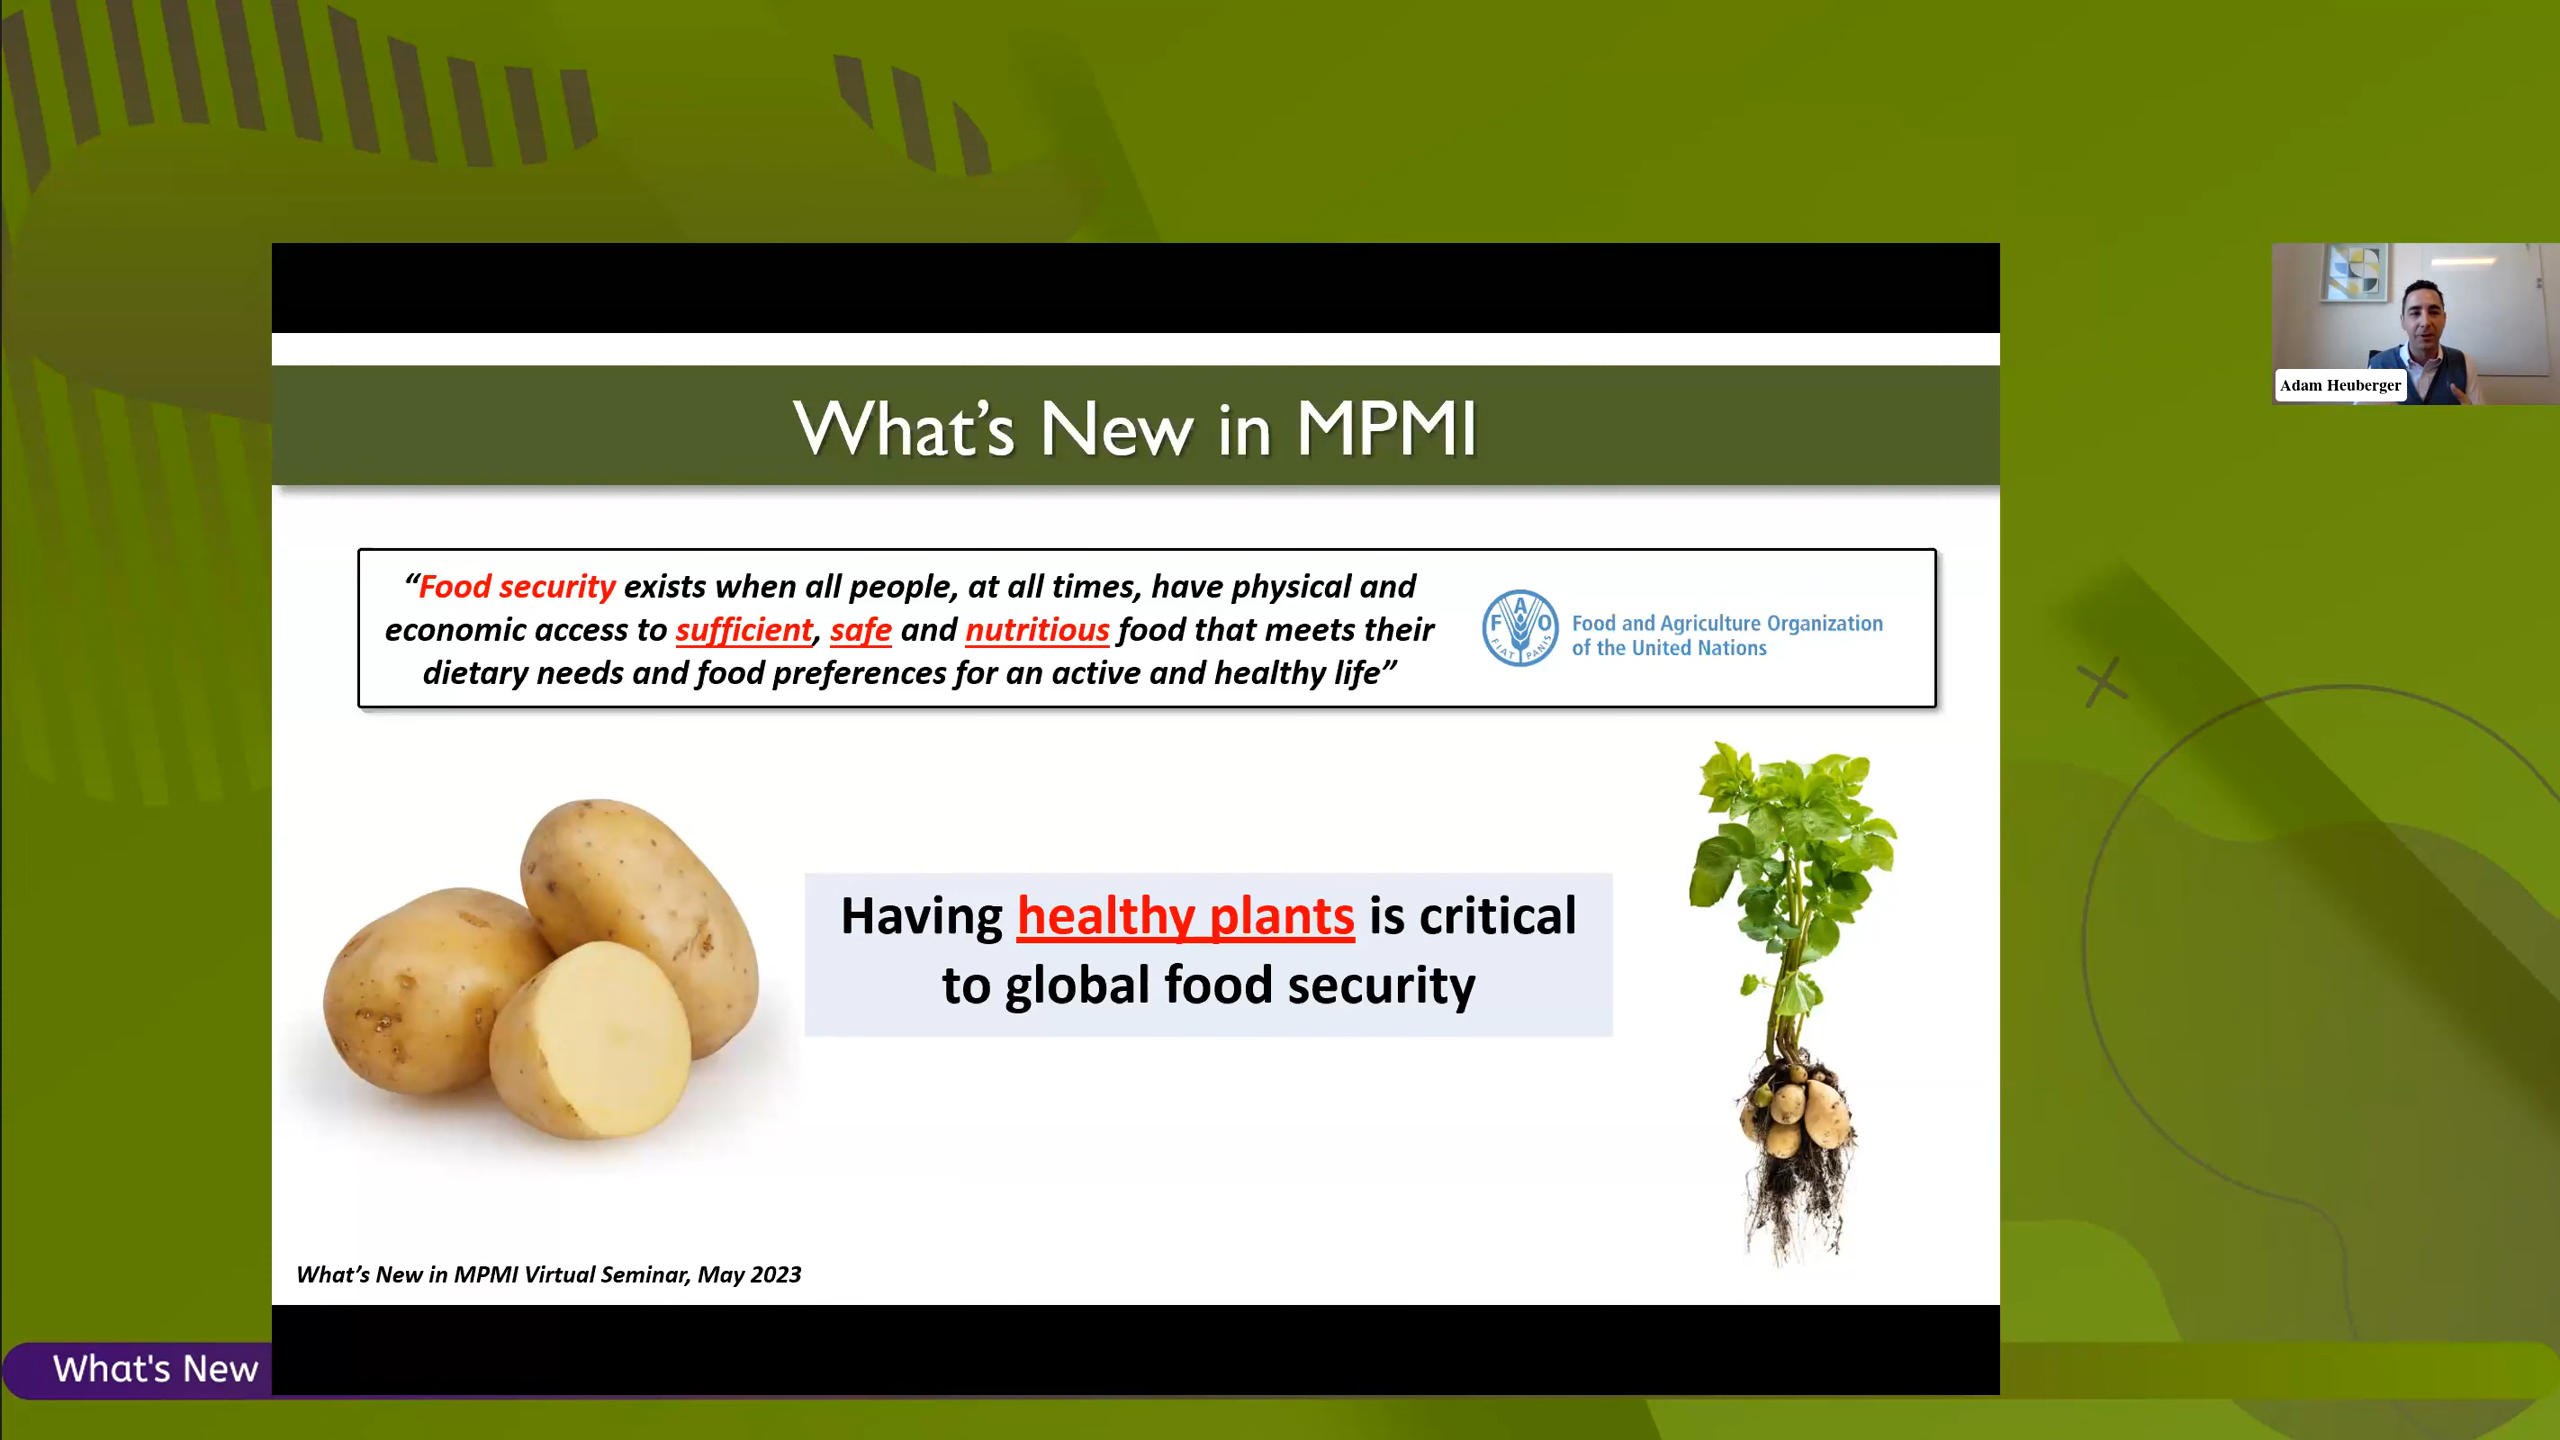 What's New in MPMI
“Food security exists when all people, at all times, have physical and
economic access to sufficient, safe and nutritious food that meets their
dietary needs and food preferences for an active and healthy life”
F A O
FIAT PANIS
Food and Agriculture Organization
of the United Nations
Having healthy plants is critical
to global food security
What's New in MPMI Virtual Seminar, May 2023
Adam Heuberger
What's New